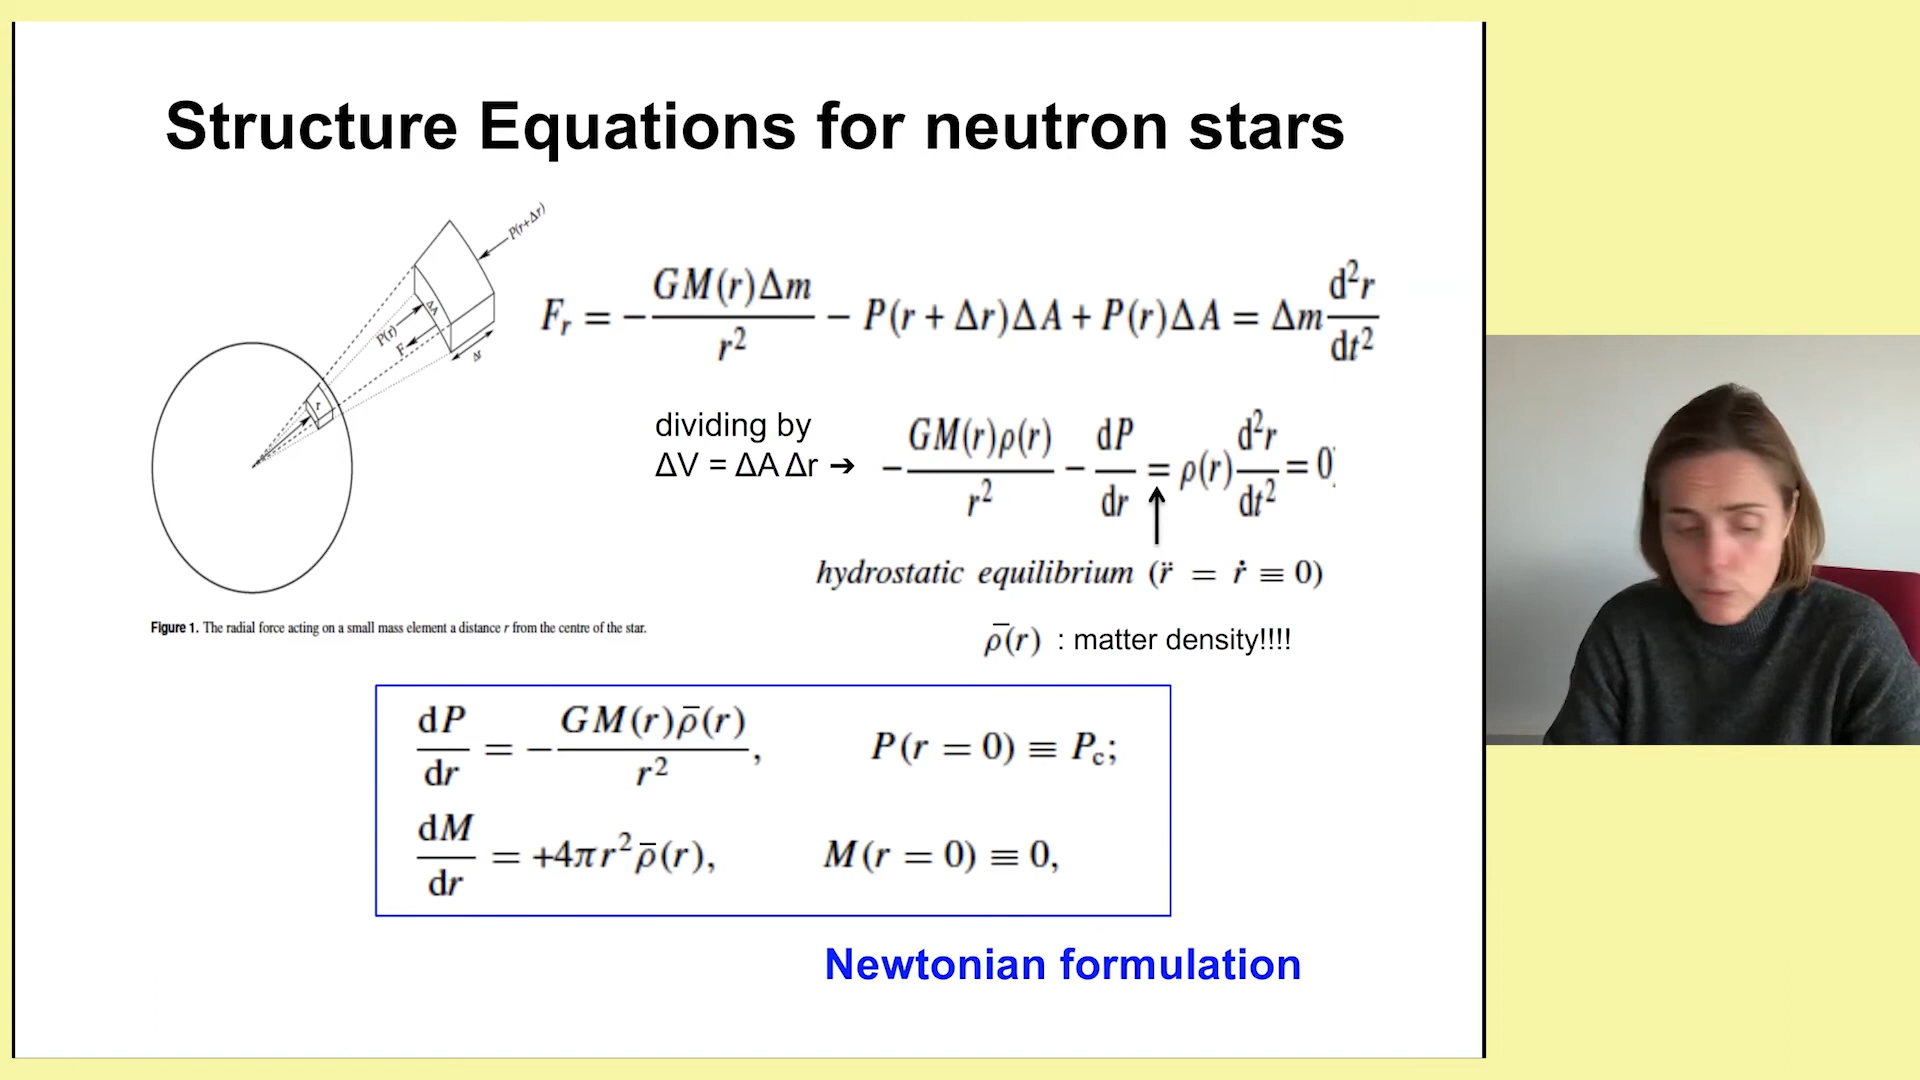 Structure Equations for neutron stars
P(r+Δr)
ΔA
P(r)
F
Δr
r
F_r = −GM(r)Δm/r² − P(r + Δr)ΔA + P(r)ΔA = Δm d²r/dt²
dividing by
ΔV = ΔA Δr ➔
−GM(r)ρ(r)/r² − dP/dr = ρ(r) d²r/dt² = 0
hydrostatic equilibrium (r̈ = ṙ ≡ 0)
Figure 1. The radial force acting on a small mass element a distance r from the centre of the star.
ρ̄(r) : matter density!!!!
dP/dr = −GM(r)ρ̄(r)/r², P(r = 0) ≡ P_c;
dM/dr = +4πr²ρ̄(r), M(r = 0) ≡ 0,
Newtonian formulation